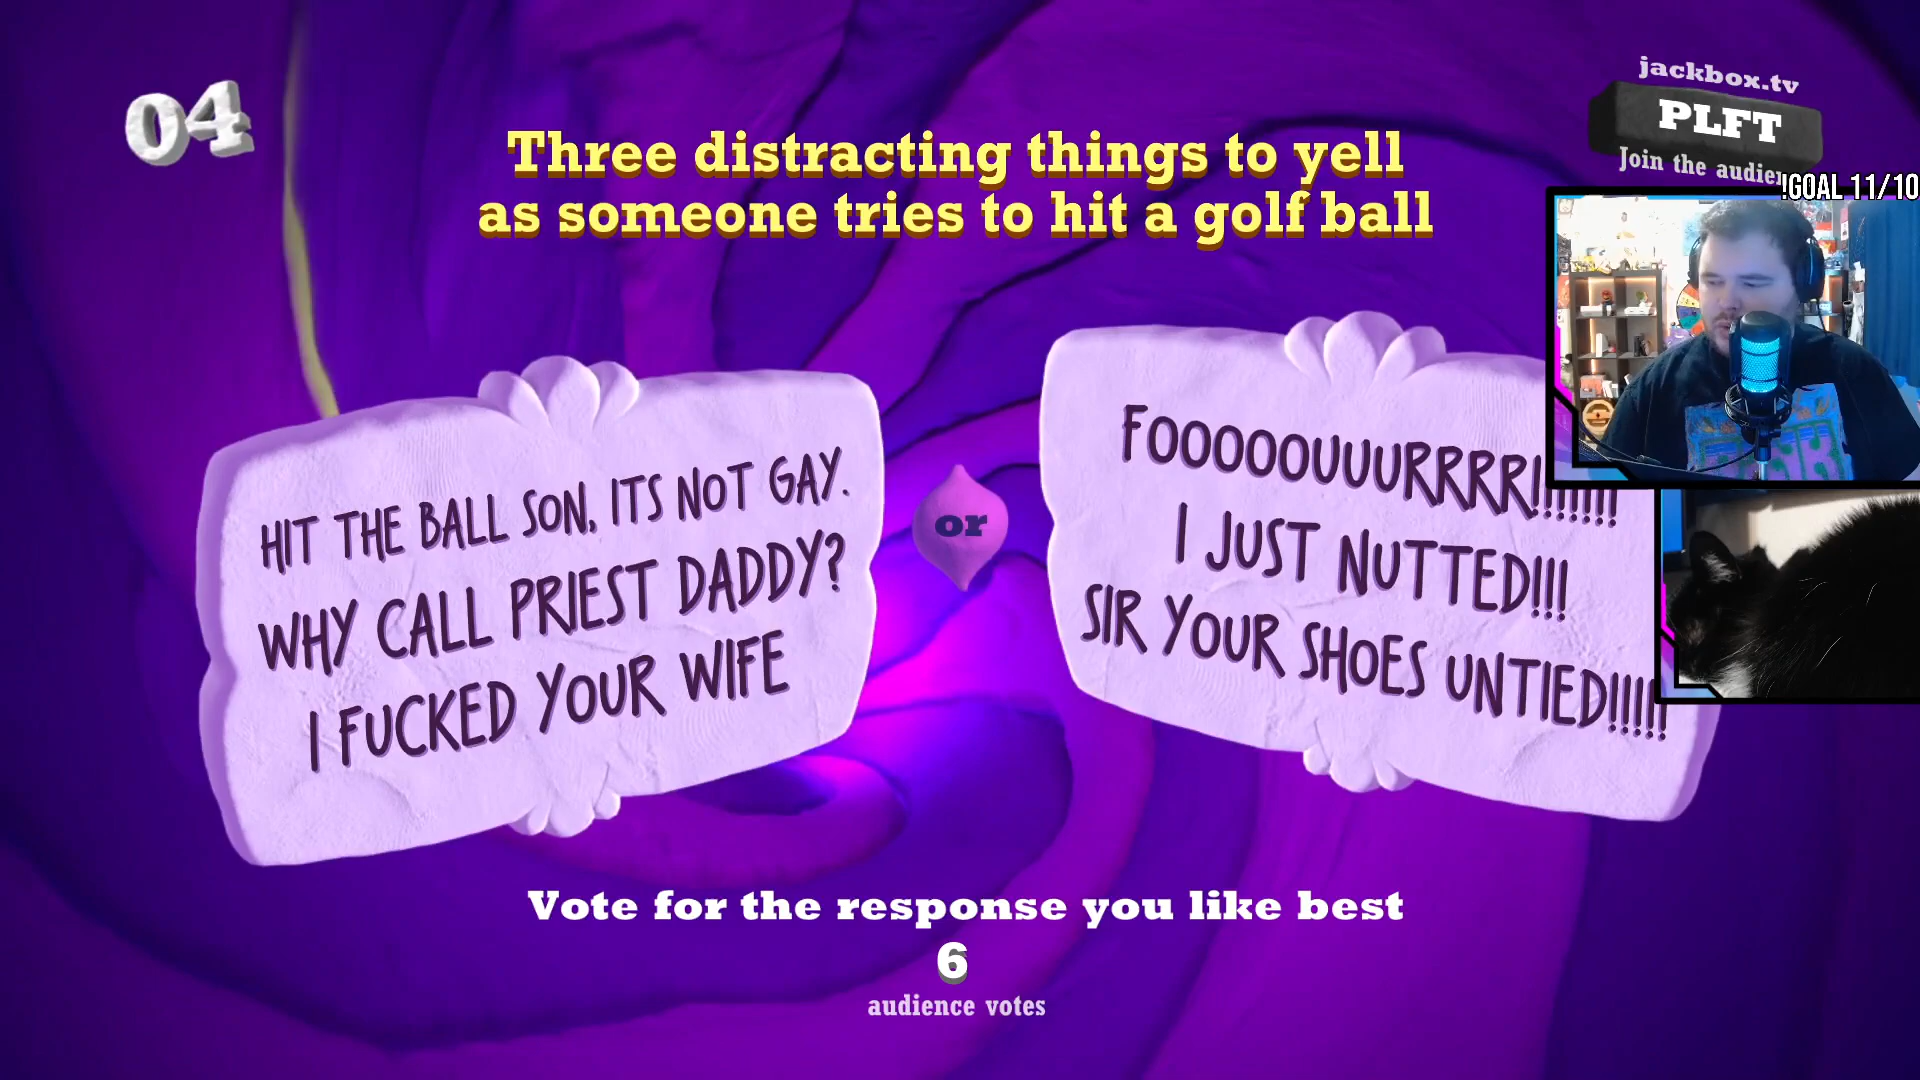 04
jackbox.tv
PLFT
Join the audie
!GOAL 11/10
Three distracting things to yell
as someone tries to hit a golf ball
HIT THE BALL SON, ITS NOT GAY.
WHY CALL PRIEST DADDY?
I FUCKED YOUR WIFE
or
FOOOOOUUURRRR!!!!!!!
I JUST NUTTED!!!
SIR YOUR SHOES UNTIED!!!!!
Vote for the response you like best
6
audience votes